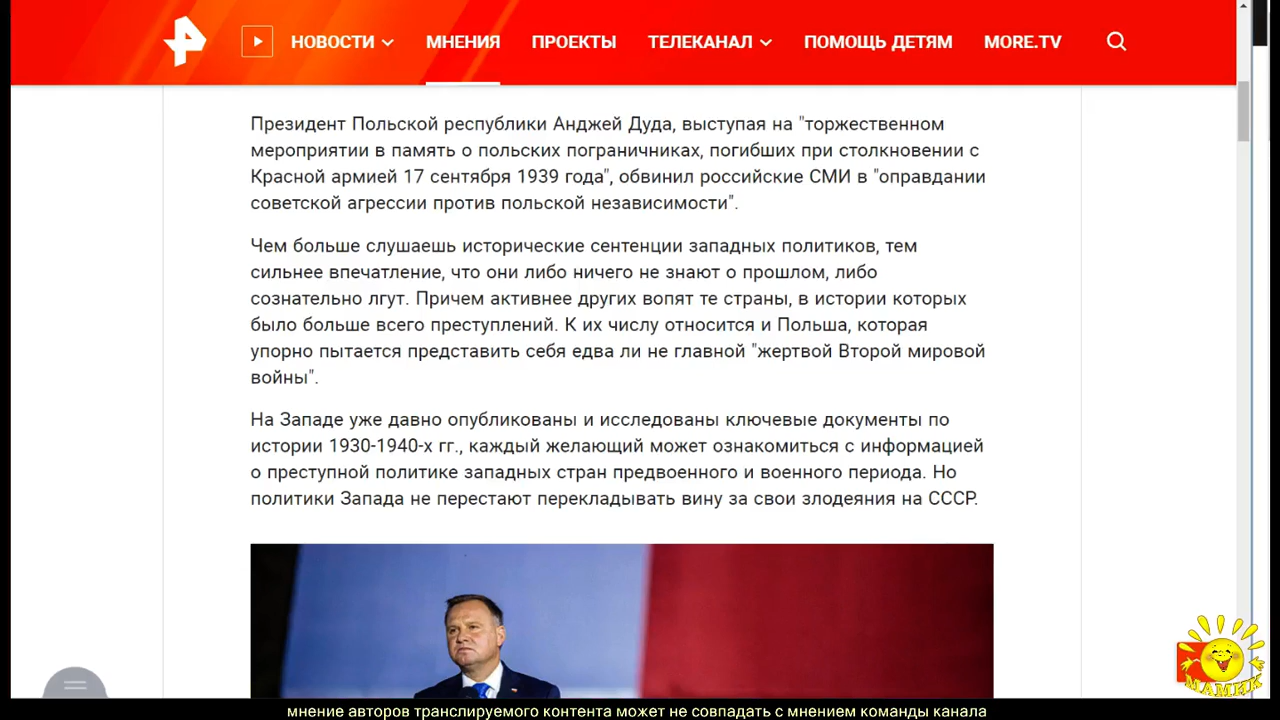 НОВОСТИ МНЕНИЯ ПРОЕКТЫ ТЕЛЕКАНАЛ ПОМОЩЬ ДЕТЯМ MORE.TV
Президент Польской республики Анджей Дуда, выступая на "торжественном
мероприятии в память о польских пограничниках, погибших при столкновении с
Красной армией 17 сентября 1939 года", обвинил российские СМИ в "оправдании
советской агрессии против польской независимости".
Чем больше слушаешь исторические сентенции западных политиков, тем
сильнее впечатление, что они либо ничего не знают о прошлом, либо
сознательно лгут. Причем активнее других вопят те страны, в истории которых
было больше всего преступлений. К их числу относится и Польша, которая
упорно пытается представить себя едва ли не главной "жертвой Второй мировой
войны".
На Западе уже давно опубликованы и исследованы ключевые документы по
истории 1930-1940-х гг., каждый желающий может ознакомиться с информацией
о преступной политике западных стран предвоенного и военного периода. Но
политики Запада не перестают перекладывать вину за свои злодеяния на СССР.
МАМИК
мнение авторов транслируемого контента может не совпадать с мнением команды канала